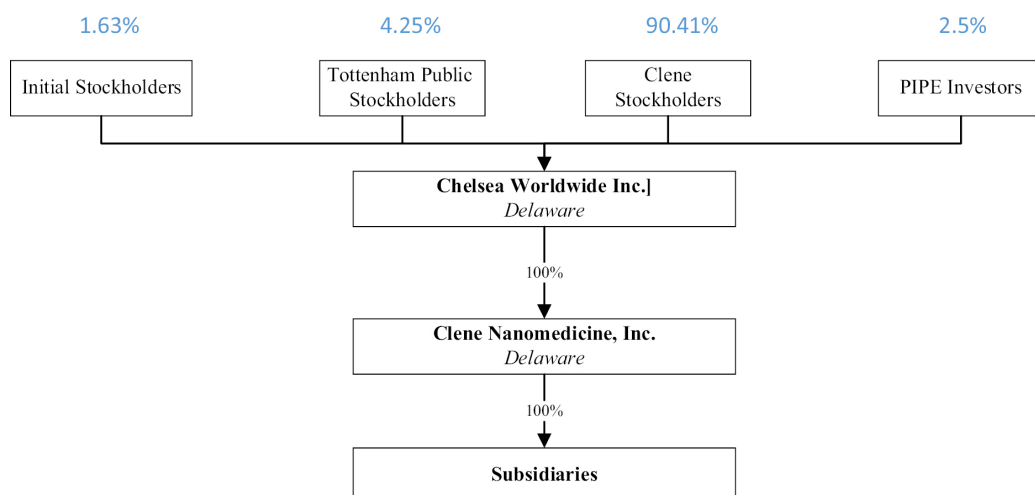 1.63%
4.25%
90.41%
2.5%
Initial Stockholders
Tottenham Public
Stockholders
Clene
Stockholders
PIPE Investors
Chelsea Worldwide Inc.]
Delaware
100%
Clene Nanomedicine, Inc.
Delaware
100%
Subsidiaries